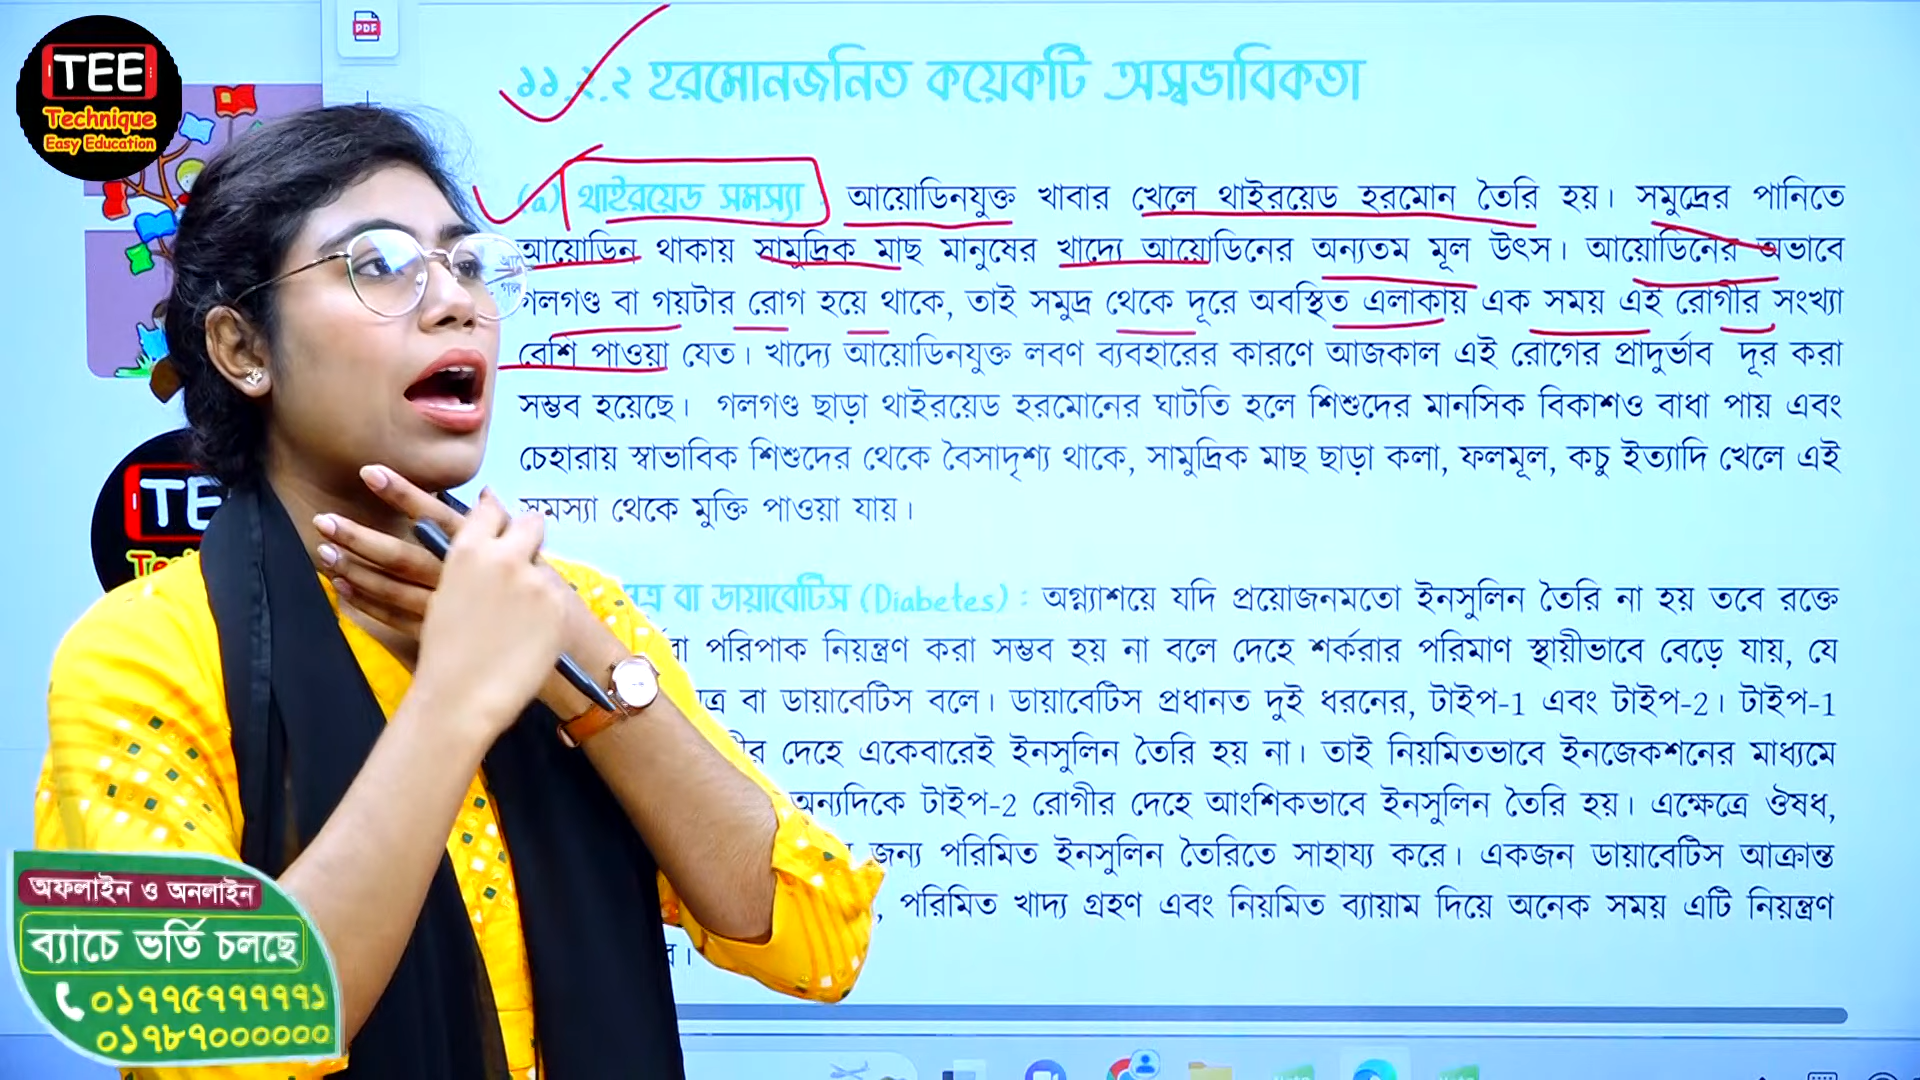 TEE
Technique
Easy Education
PDF
১১.২.২ হরমোনজনিত কয়েকটি অস্বভাবিকতা
(a) থাইরয়েড সমস্যা : আয়োডিনযুক্ত খাবার খেলে থাইরয়েড হরমোন তৈরি হয়। সমুদ্রের পানিতে
আয়োডিন থাকায় সামুদ্রিক মাছ মানুষের খাদ্যে আয়োডিনের অন্যতম মূল উৎস। আয়োডিনের অভাবে
গলগণ্ড বা গয়টার রোগ হয়ে থাকে, তাই সমুদ্র থেকে দূরে অবস্থিত এলাকায় এক সময় এই রোগীর সংখ্যা
বেশি পাওয়া যেত। খাদ্যে আয়োডিনযুক্ত লবণ ব্যবহারের কারণে আজকাল এই রোগের প্রাদুর্ভাব দূর করা
সম্ভব হয়েছে। গলগণ্ড ছাড়া থাইরয়েড হরমোনের ঘাটতি হলে শিশুদের মানসিক বিকাশও বাধা পায় এবং
চেহারায় স্বাভাবিক শিশুদের থেকে বৈসাদৃশ্য থাকে, সামুদ্রিক মাছ ছাড়া কলা, ফলমূল, কচু ইত্যাদি খেলে এই
সমস্যা থেকে মুক্তি পাওয়া যায়।
ত্র বা ডায়াবেটিস (Diabetes) : অগ্ন্যাশয়ে যদি প্রয়োজনমতো ইনসুলিন তৈরি না হয় তবে রক্তে
রা পরিপাক নিয়ন্ত্রণ করা সম্ভব হয় না বলে দেহে শর্করার পরিমাণ স্থায়ীভাবে বেড়ে যায়, যে
ত্র বা ডায়াবেটিস বলে। ডায়াবেটিস প্রধানত দুই ধরনের, টাইপ-1 এবং টাইপ-2। টাইপ-1
ীর দেহে একেবারেই ইনসুলিন তৈরি হয় না। তাই নিয়মিতভাবে ইনজেকশনের মাধ্যমে
অন্যদিকে টাইপ-2 রোগীর দেহে আংশিকভাবে ইনসুলিন তৈরি হয়। এক্ষেত্রে ঔষধ,
জন্য পরিমিত ইনসুলিন তৈরিতে সাহায্য করে। একজন ডায়াবেটিস আক্রান্ত
, পরিমিত খাদ্য গ্রহণ এবং নিয়মিত ব্যায়াম দিয়ে অনেক সময় এটি নিয়ন্ত্রণ
অফলাইন ও অনলাইন
ব্যাচে ভর্তি চলছে
০১৭৭৫৭৭৭৭৭১
০১৭৮৭০০০০০০